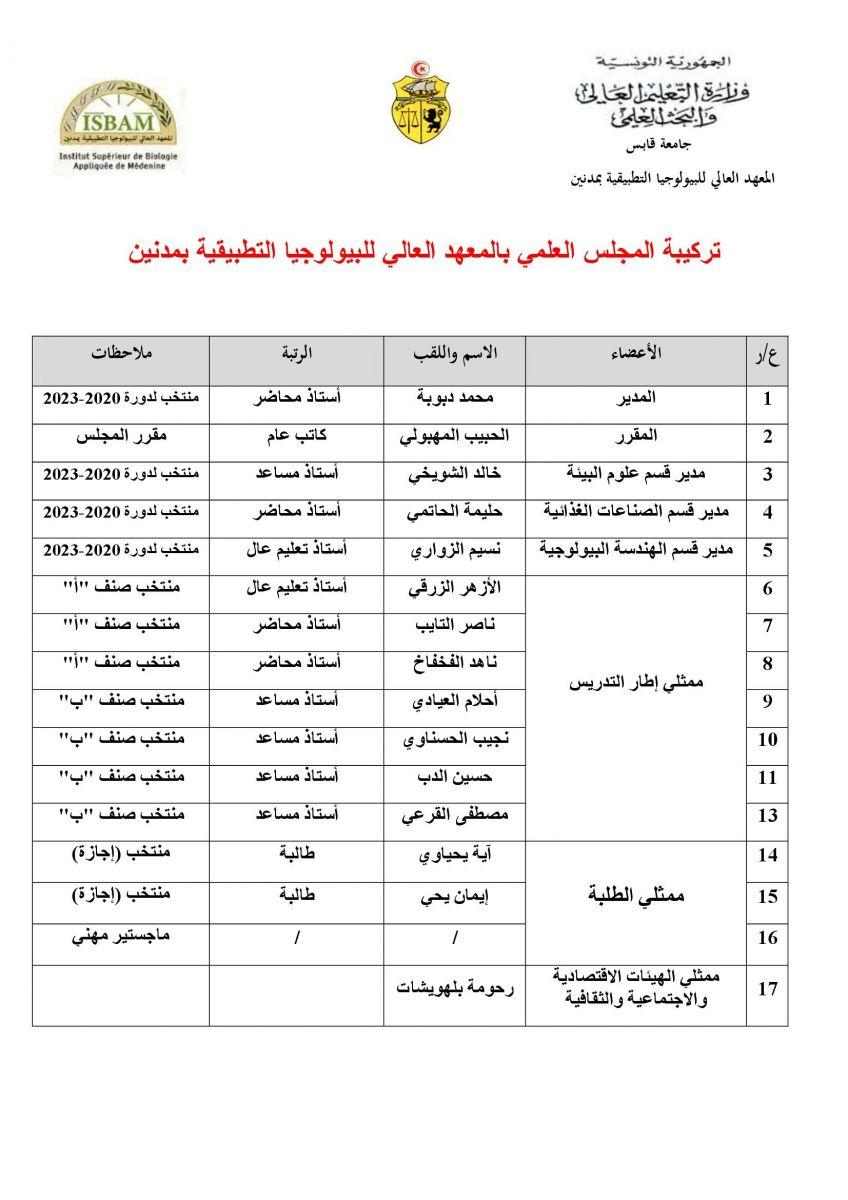 الجمهورية التونسية
وزارة التعليم العالي
والبحث العلمي
جامعة قابس
المعهد العالي للبيولوجيا التطبيقية بمدنين
ISBAM
المعهد العالي للبيولوجيا التطبيقية بمدنين
Institut Supérieur de Biologie
Appliquée de Médenine
تركيبة المجلس العلمي بالمعهد العالي للبيولوجيا التطبيقية بمدنين
ع/ر الأعضاء الاسم واللقب الرتبة ملاحظات
1 المدير محمد دبوبة أستاذ محاضر منتخب لدورة 2020-2023
2 المقرر الحبيب المهبولي كاتب عام مقرر المجلس
3 مدير قسم علوم البيئة خالد الشويخي أستاذ مساعد منتخب لدورة 2020-2023
4 مدير قسم الصناعات الغذائية حليمة الحاتمي أستاذ محاضر منتخب لدورة 2020-2023
5 مدير قسم الهندسة البيولوجية نسيم الزواري أستاذ تعليم عال منتخب لدورة 2020-2023
6 الأزهر الزرقي أستاذ تعليم عال منتخب صنف "أ"
7 ناصر التايب أستاذ محاضر منتخب صنف "أ"
8 ناهد الفخفاخ أستاذ محاضر منتخب صنف "أ"
ممثلي إطار التدريس
9 أحلام العيادي أستاذ مساعد منتخب صنف "ب"
10 نجيب الحسناوي أستاذ مساعد منتخب صنف "ب"
11 حسين الدب أستاذ مساعد منتخب صنف "ب"
13 مصطفى القرعي أستاذ مساعد منتخب صنف "ب"
14 آية يحياوي طالبة منتخب (إجازة)
15 ممثلي الطلبة إيمان يحي طالبة منتخب (إجازة)
16 / / ماجستير مهني
17 ممثلي الهيئات الاقتصادية رحومة بلهويشات
والاجتماعية والثقافية